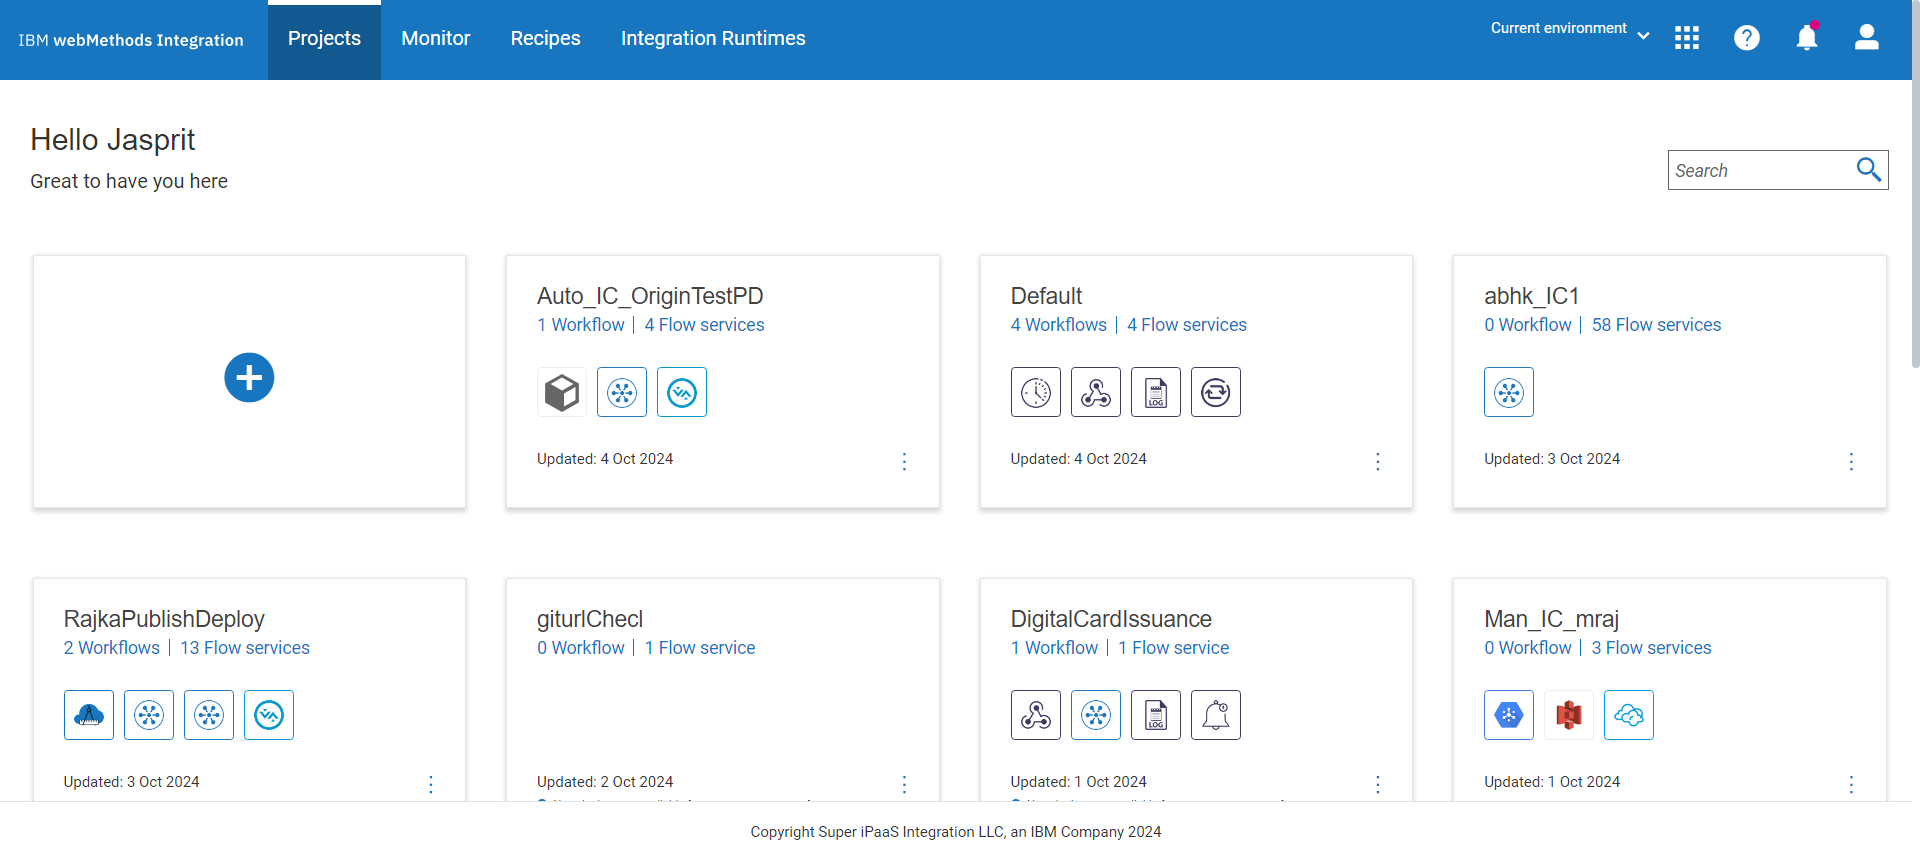 IBM webMethods Integration
Projects
Monitor
Recipes
Integration Runtimes
Current environment
Hello Jasprit
Great to have you here
Search
Auto_IC_OriginTestPD
1 Workflow | 4 Flow services
Updated: 4 Oct 2024
Default
4 Workflows | 4 Flow services
LOG
Updated: 4 Oct 2024
abhk_IC1
0 Workflow | 58 Flow services
Updated: 3 Oct 2024
RajkaPublishDeploy
2 Workflows | 13 Flow services
Updated: 3 Oct 2024
giturlChecl
0 Workflow | 1 Flow service
Updated: 2 Oct 2024
DigitalCardIssuance
1 Workflow | 1 Flow service
LOG
Updated: 1 Oct 2024
Man_IC_mraj
0 Workflow | 3 Flow services
Updated: 1 Oct 2024
Copyright Super iPaaS Integration LLC, an IBM Company 2024